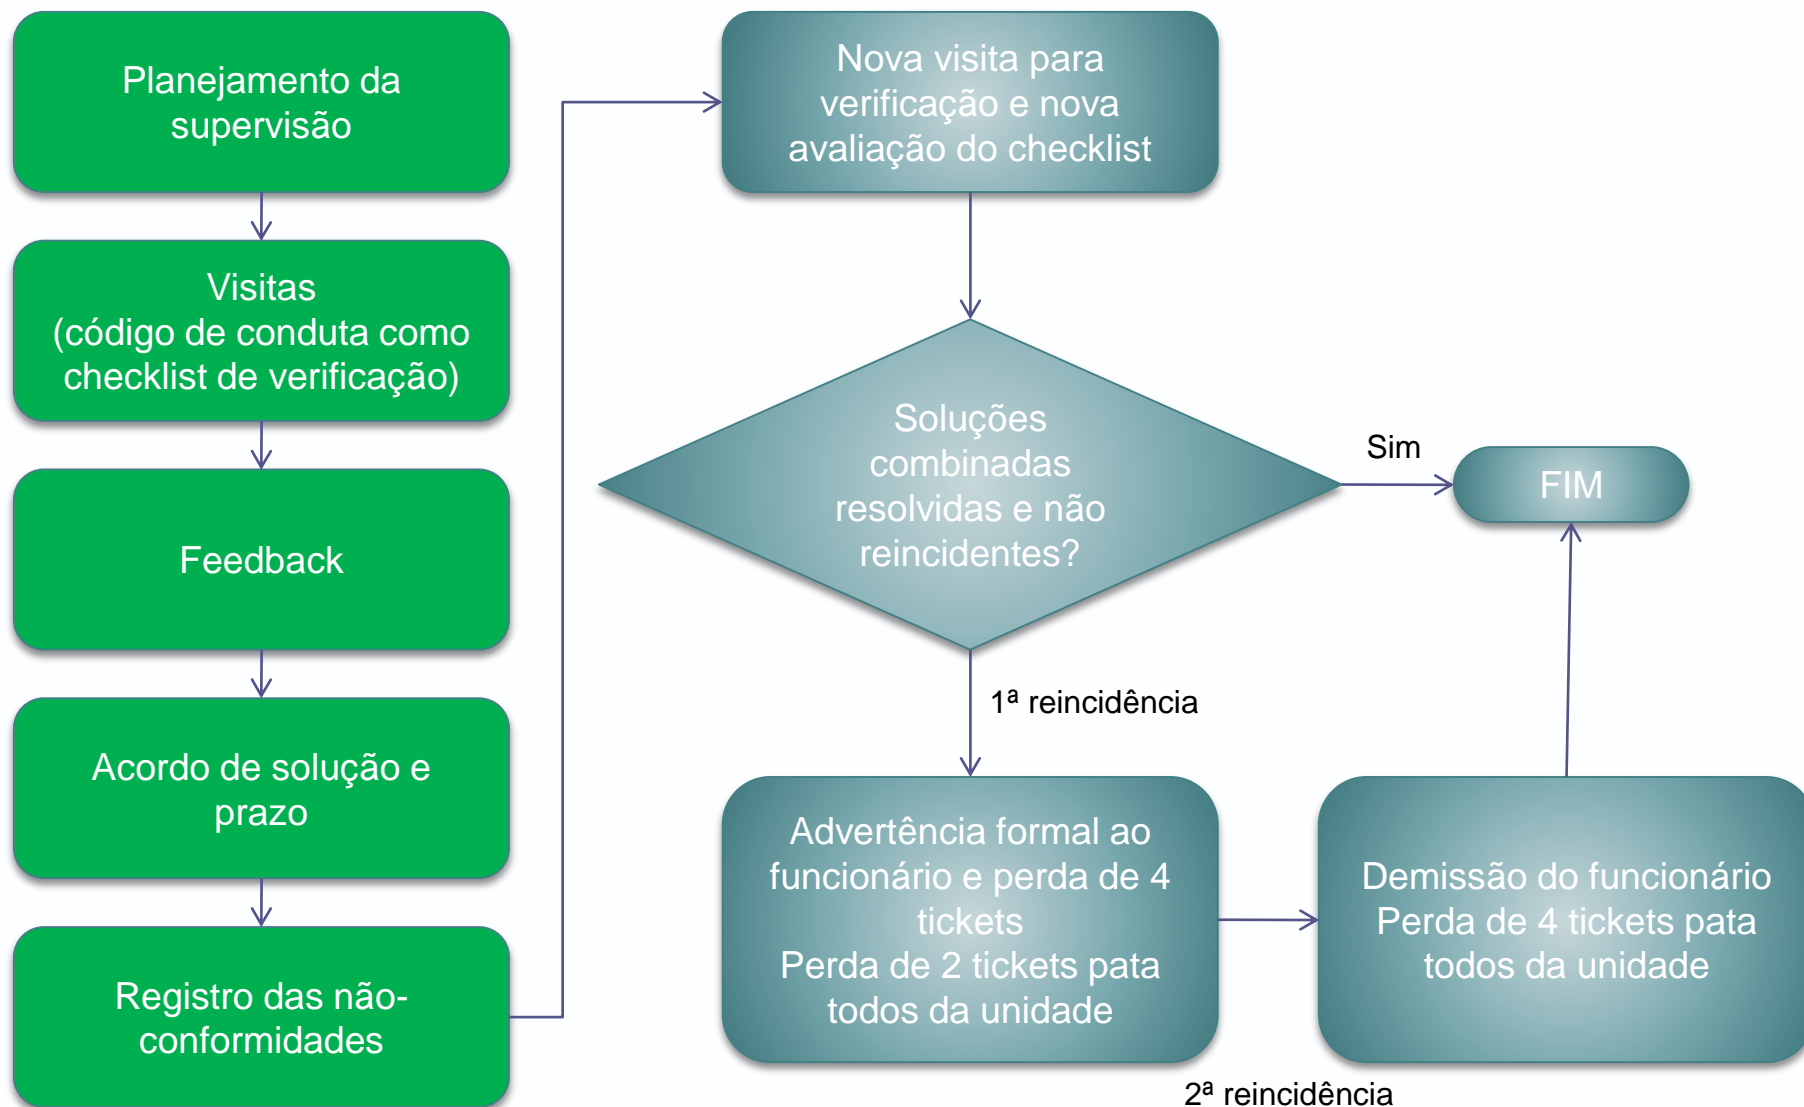 Planejamento da
supervisão
Visitas
(código de conduta como
checklist de verificação)
Feedback
Acordo de solução e
prazo
Registro das não-
conformidades
Nova visita para
verificação e nova
avaliação do checklist
Soluções
combinadas
resolvidas e não
reincidentes?
Sim
FIM
1ª reincidência
Advertência formal ao
funcionário e perda de 4
tickets
Perda de 2 tickets pata
todos da unidade
2ª reincidência
Demissão do funcionário
Perda de 4 tickets pata
todos da unidade